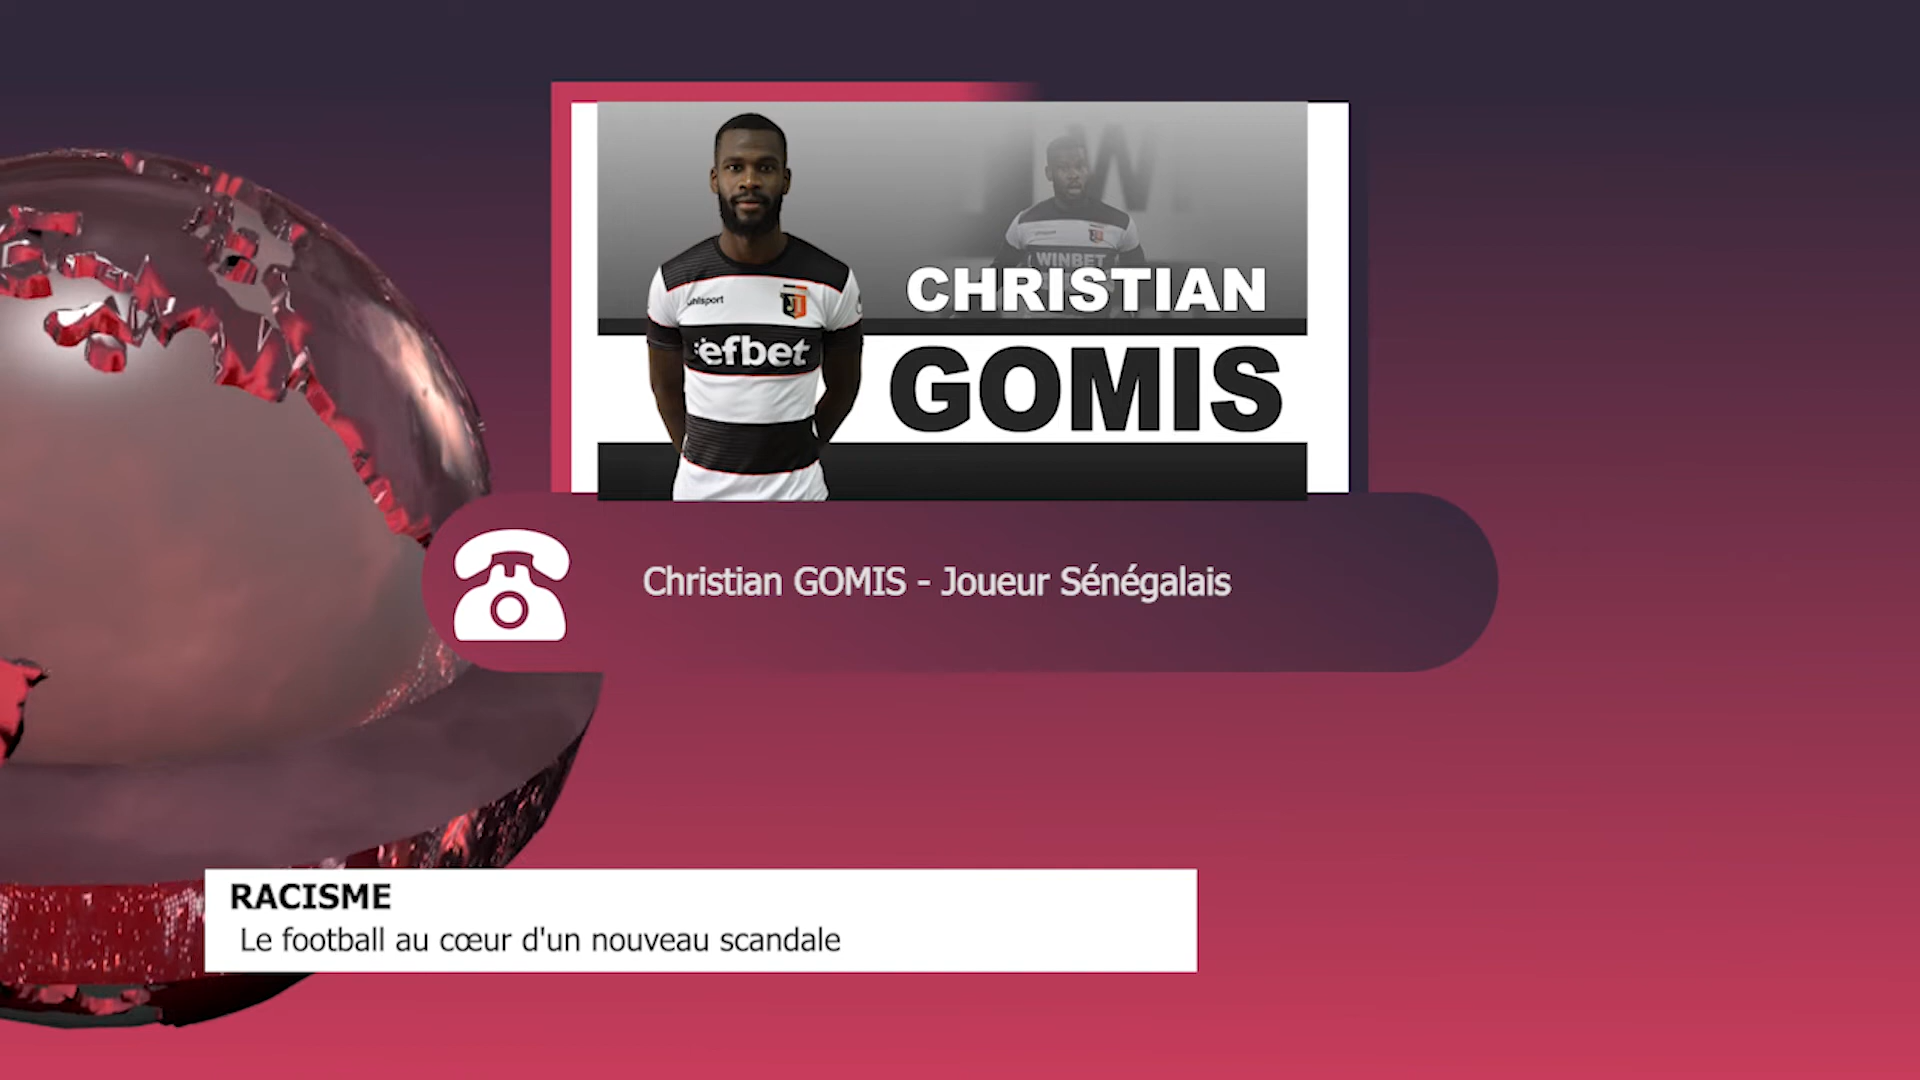 W
WINBET
CHRISTIAN
uhlsport
efbet
GOMIS
Christian GOMIS - Joueur Sénégalais
RACISME
Le football au cœur d'un nouveau scandale